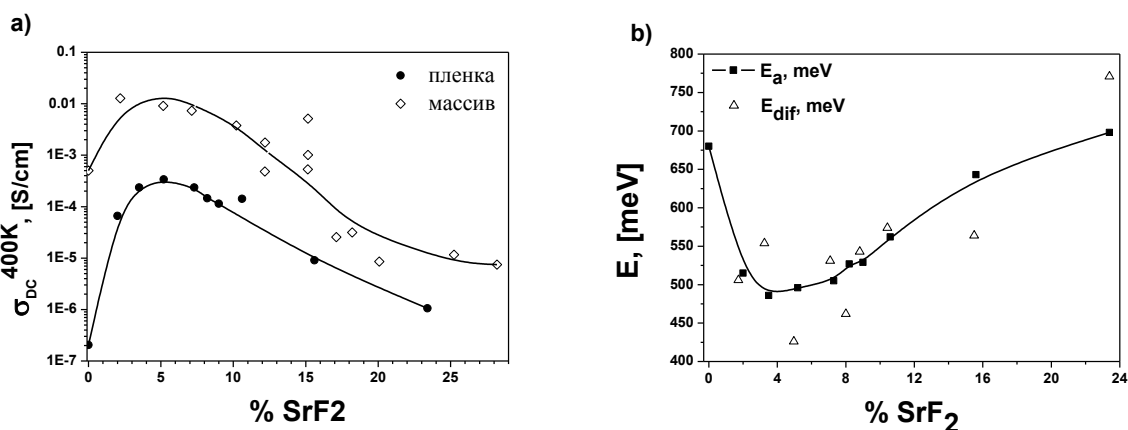 a)
σDC 400K, [S/cm]
0.1
0.01
1E-3
1E-4
1E-5
1E-6
1E-7
0 5 10 15 20 25
% SrF2
пленка
массив
b)
E, [meV]
800
750
700
650
600
550
500
450
400
0 4 8 12 16 20 24
% SrF2
Ea, meV
Edif, meV